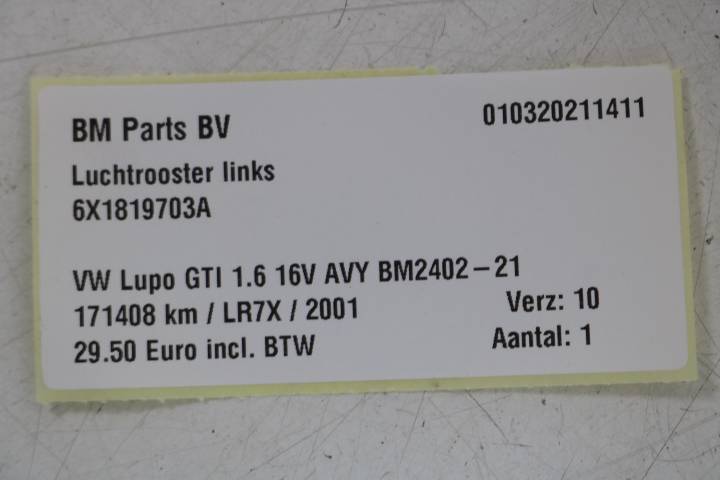 BM Parts BV
010320211411
Luchtrooster links
6X1819703A
VW Lupo GTI 1.6 16V AVY BM2402-21
171408 km / LR7X / 2001
Verz: 10
29.50 Euro incl. BTW
Aantal: 1